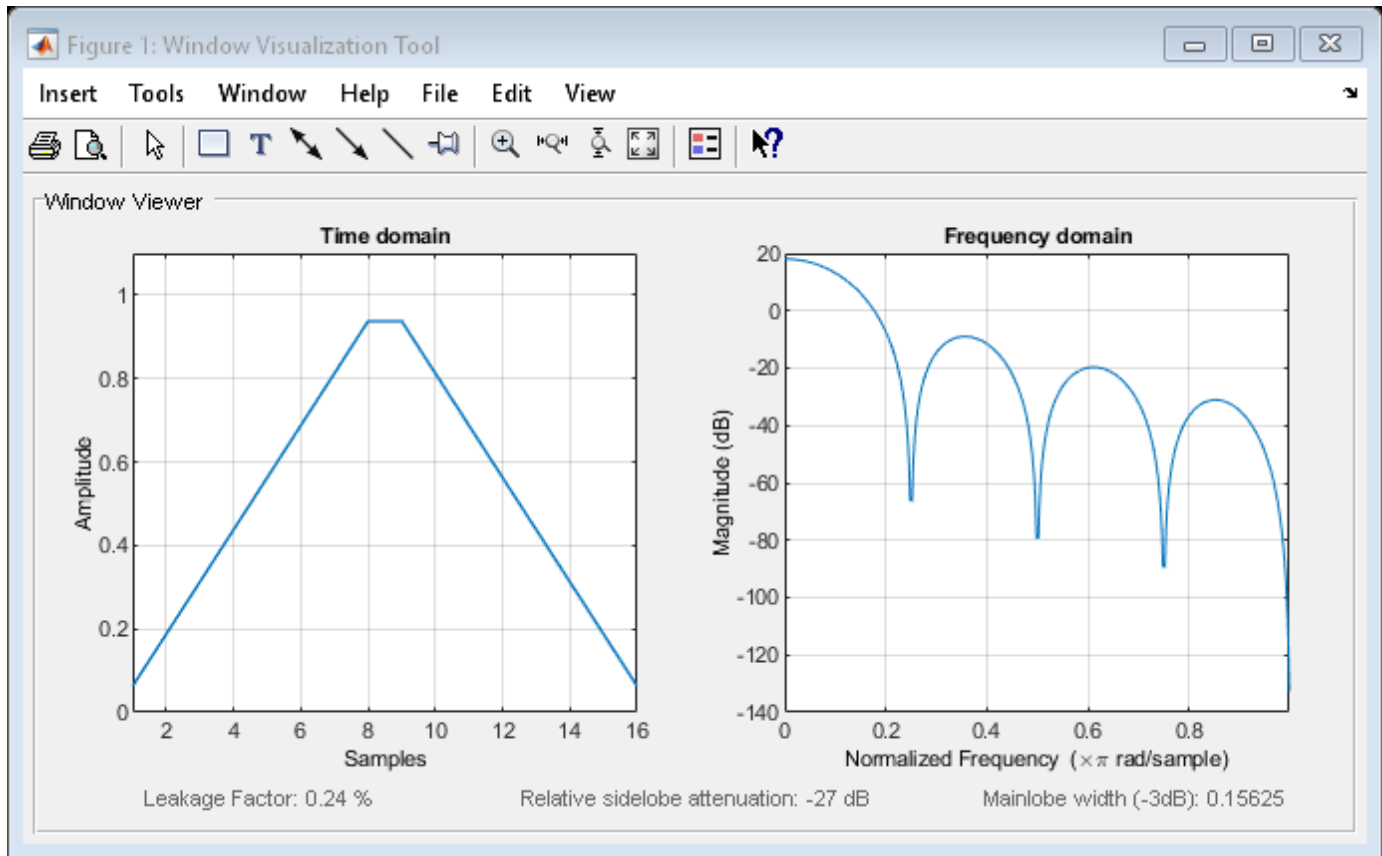 Figure 1: Window Visualization Tool
Insert Tools Window Help File Edit View
T
?
Window Viewer
Time domain
1
0.8
0.6
0.4
0.2
0
Amplitude
2 4 6 8 10 12 14 16
Samples
Frequency domain
20
0
-20
-40
-60
-80
-100
-120
-140
Magnitude (dB)
0 0.2 0.4 0.6 0.8
Normalized Frequency (×π rad/sample)
Leakage Factor: 0.24 %
Relative sidelobe attenuation: -27 dB
Mainlobe width (-3dB): 0.15625